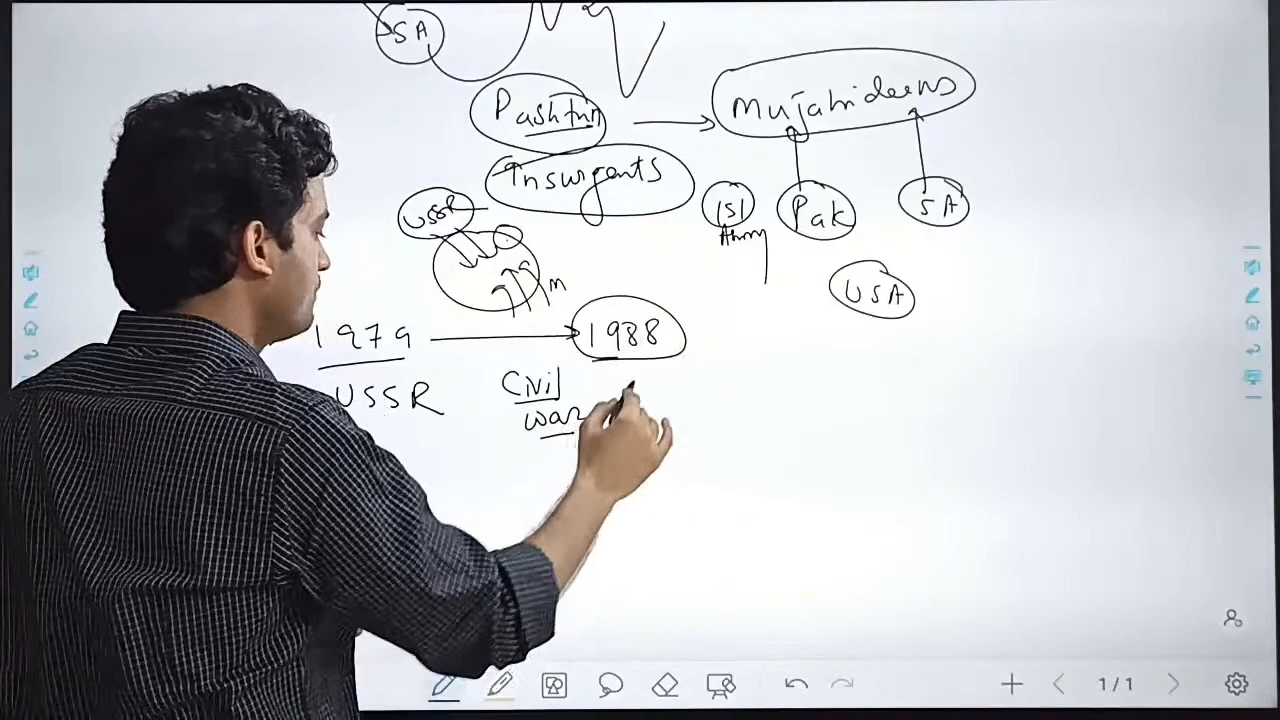 SA
Pashtun → Mujahideens
Insurgents
USSR
ISI
Army
Pak
SA
M
USA
1979 → 1988
USSR
Civil
war
1/1